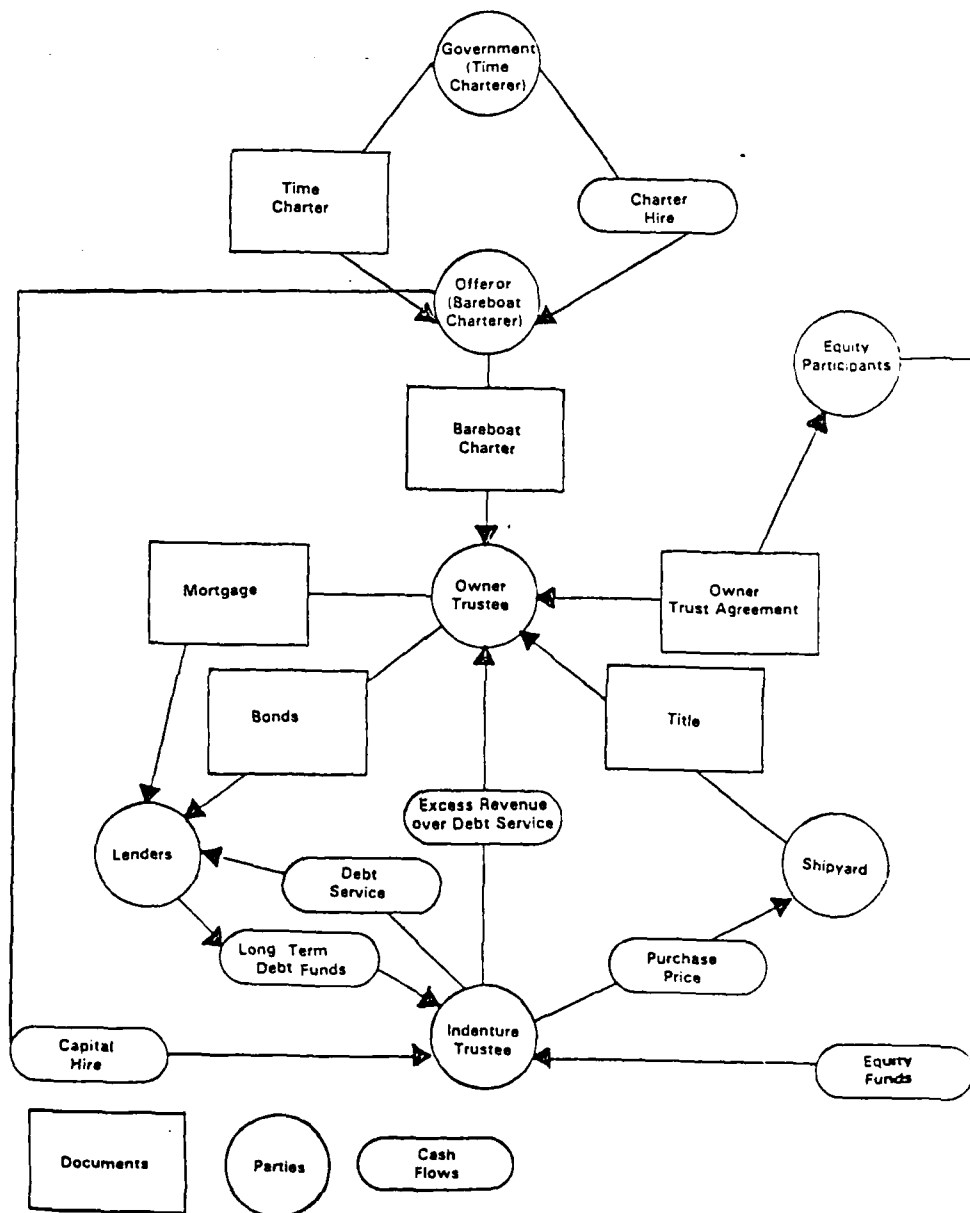 Government
(Time
Charterer)
Time
Charter
Charter
Hire
Offeror
(Bareboat
Charterer)
Equity
Participants
Bareboat
Charter
Mortgage
Owner
Trustee
Owner
Trust Agreement
Bonds
Title
Excess Revenue
over Debt Service
Lenders
Debt
Service
Shipyard
Long Term
Debt Funds
Purchase
Price
Indenture
Trustee
Capital
Hire
Equity
Funds
Documents
Parties
Cash
Flows